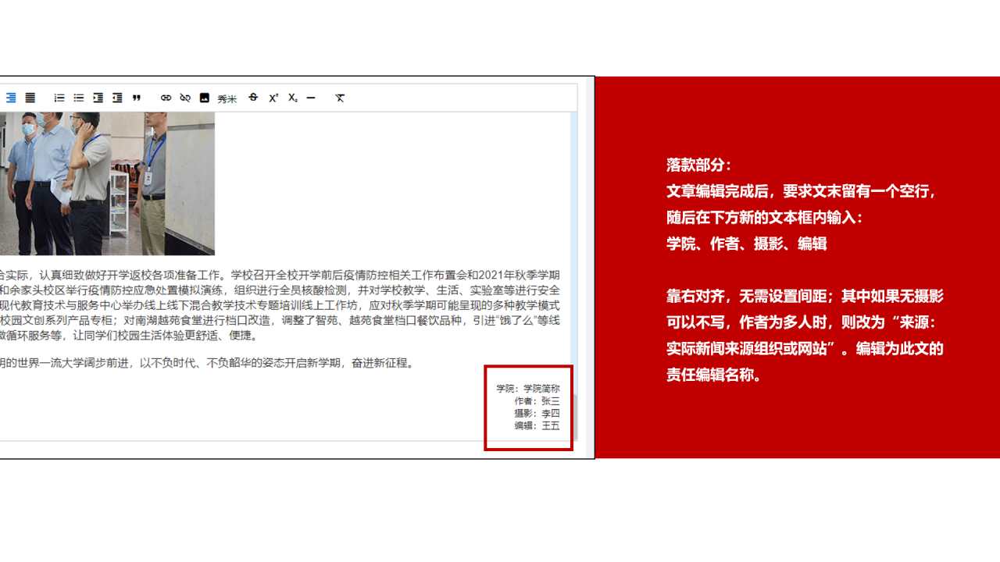 秀米
合实际，认真细致做好开学返校各项准备工作。学校召开全校开学前后疫情防控相关工作布置会和2021年秋季学期
和余家头校区举行疫情防控应急处置模拟演练，组织进行全员核酸检测，并对学校教学、生活、实验室等进行安全
现代教育技术与服务中心举办线上线下混合教学技术专题培训线上工作坊，应对秋季学期可能呈现的多种教学模式
校园文创系列产品专柜；对南湖越苑食堂进行档口改造，调整了智苑、越苑食堂档口餐饮品种，引进“饿了么”等线
微循环服务等，让同学们校园生活体验更舒适、便捷。
明的世界一流大学阔步前进，以不负时代、不负韶华的姿态开启新学期，奋进新征程。
学院：学院简称
作者：张三
摄影：李四
编辑：王五
落款部分：
文章编辑完成后，要求文末留有一个空行，
随后在下方新的文本框内输入：
学院、作者、摄影、编辑
靠右对齐，无需设置间距；其中如果无摄影
可以不写，作者为多人时，则改为“来源：
实际新闻来源组织或网站”。编辑为此文的
责任编辑名称。